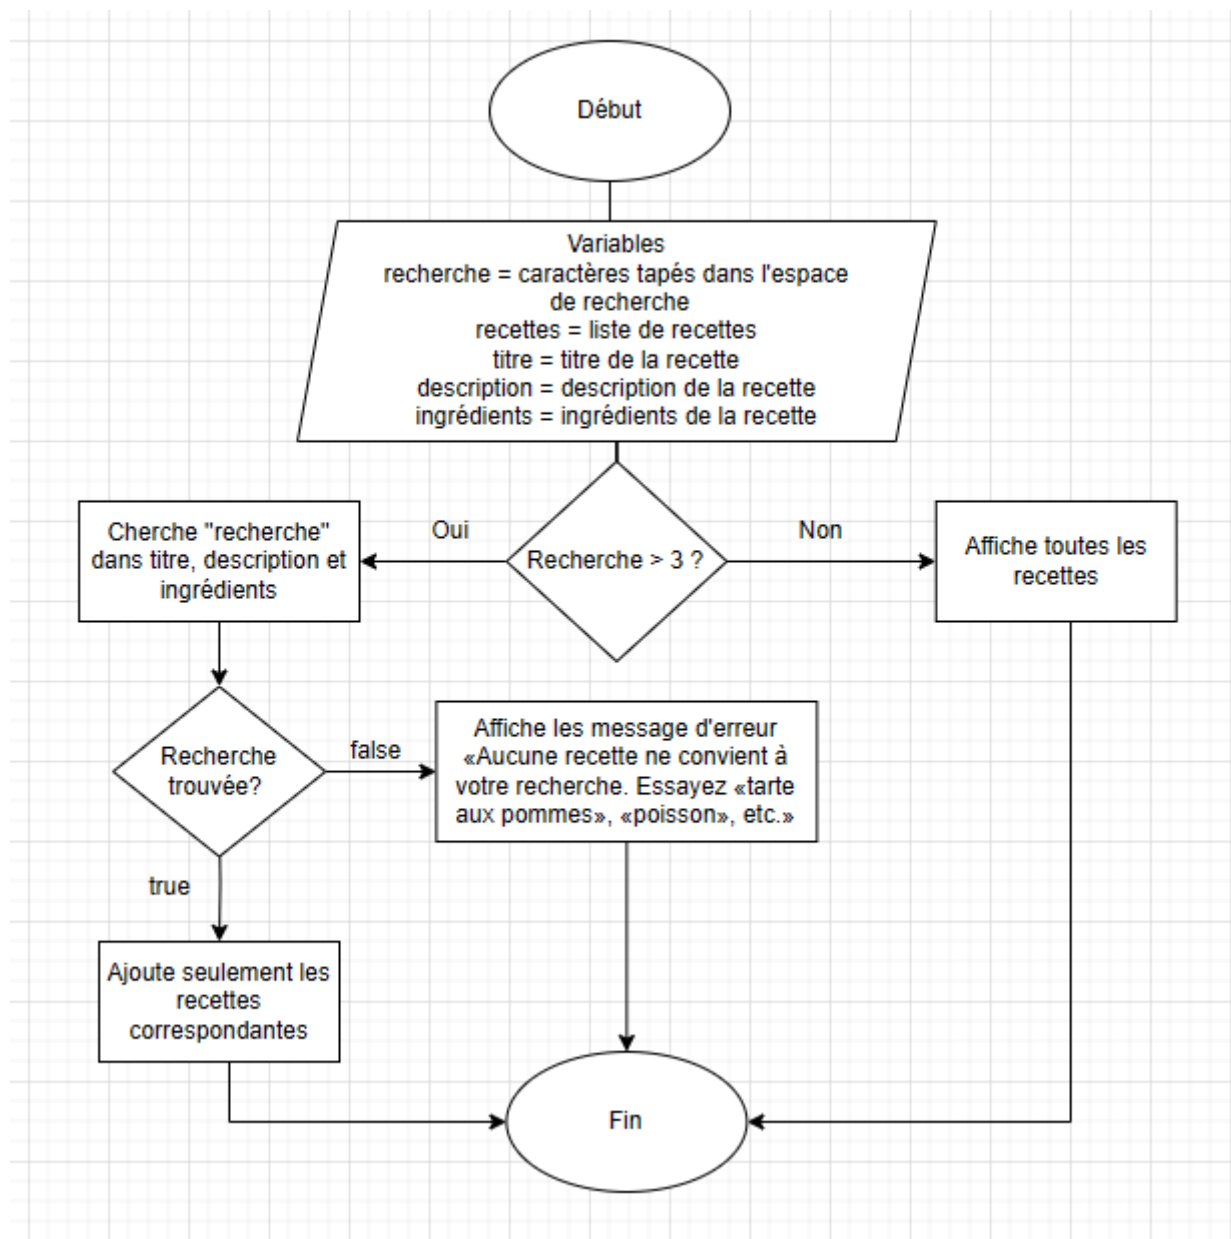 Début
Variables
recherche = caractères tapés dans l'espace
de recherche
recettes = liste de recettes
titre = titre de la recette
description = description de la recette
ingrédients = ingrédients de la recette
Recherche > 3 ?
Oui
Non
Cherche "recherche"
dans titre, description et
ingrédients
Affiche toutes les
recettes
Recherche
trouvée?
false
Affiche les message d'erreur
«Aucune recette ne convient à
votre recherche. Essayez «tarte
aux pommes», «poisson», etc.»
true
Ajoute seulement les
recettes
correspondantes
Fin